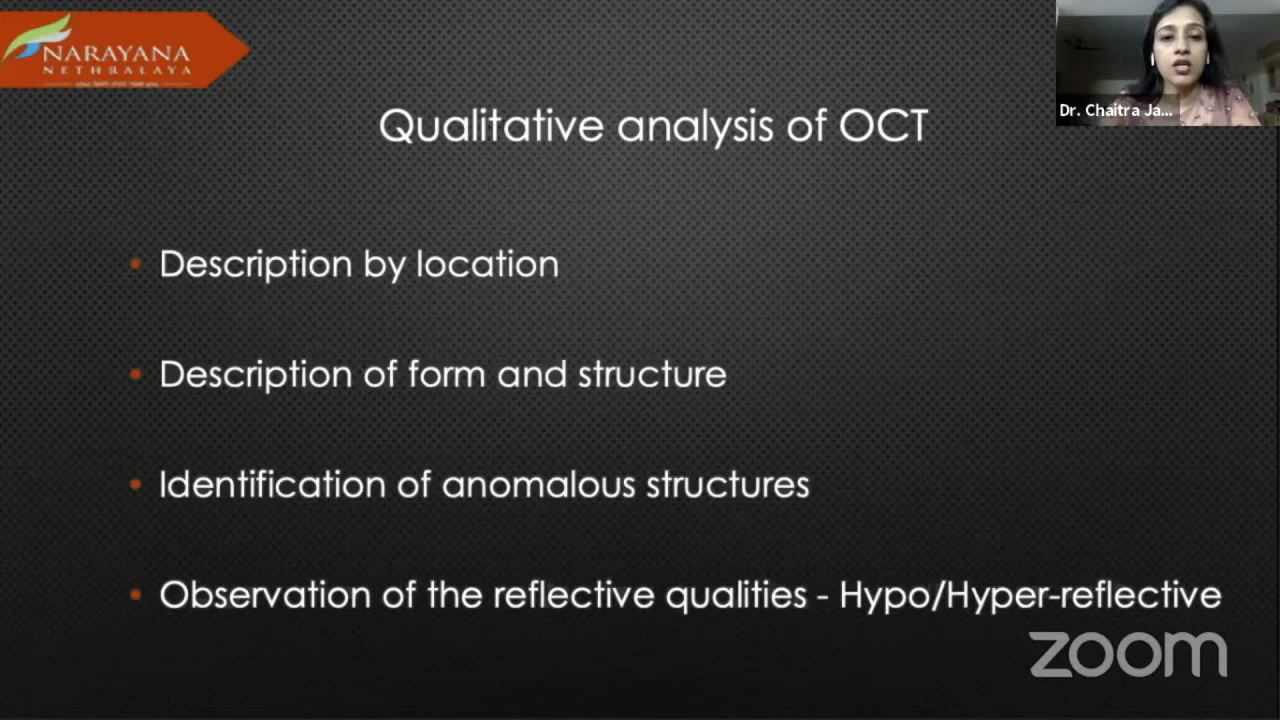 NARAYANA
NETHRALAYA
Dr. Chaitra Ja...
Qualitative analysis of OCT
• Description by location
• Description of form and structure
• Identification of anomalous structures
• Observation of the reflective qualities - Hypo/Hyper-reflective
zoom